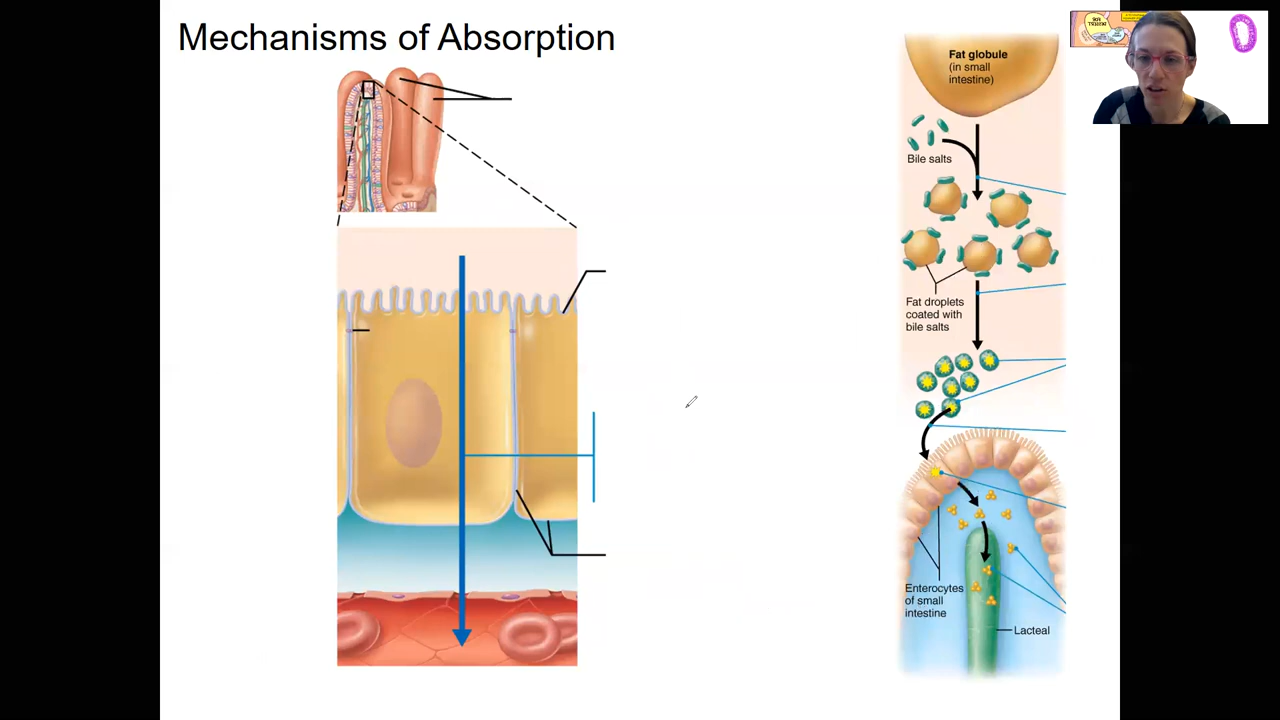 Mechanisms of Absorption
Fat globule
(in small
intestine)
Bile salts
Fat droplets
coated with
bile salts
Enterocytes
of small
intestine
Lacteal